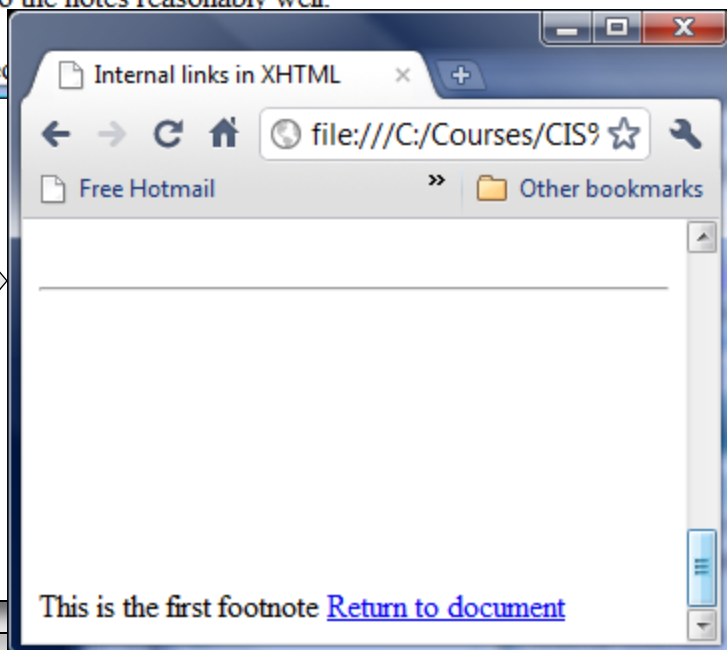 o the notes reasonably well.
Internal links in XHTML
file:///C:/Courses/CIS9
Free Hotmail » Other bookmarks
This is the first footnote Return to document